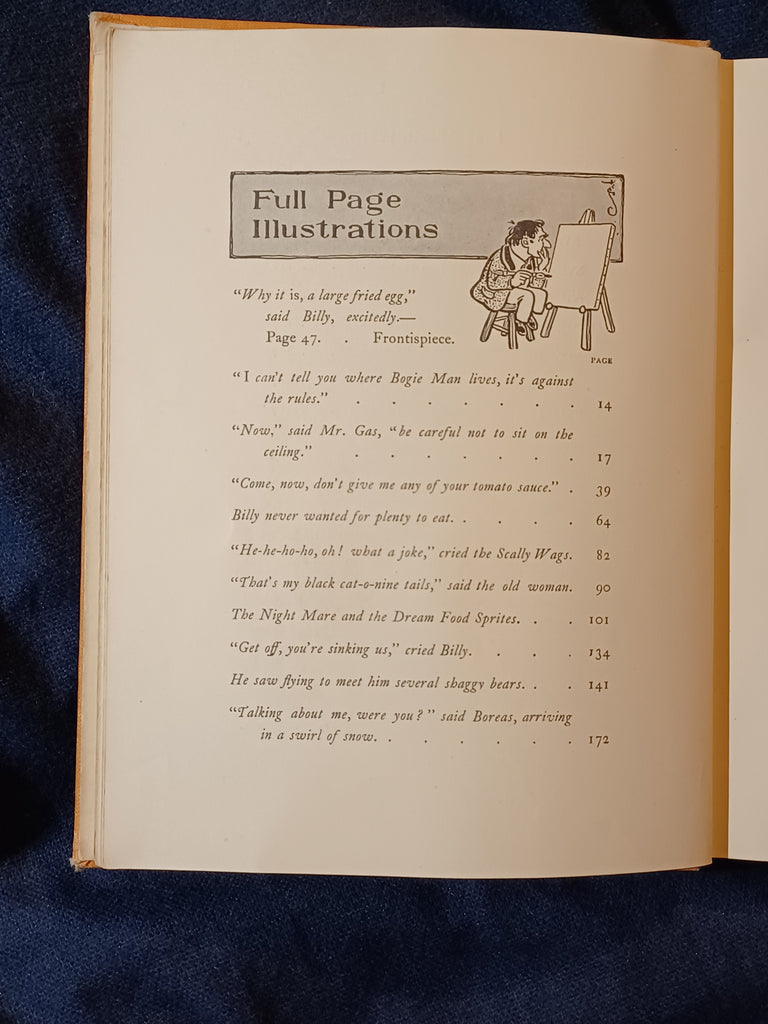 Full Page
Illustrations
"Why it is, a large fried egg,"
said Billy, excitedly.—
Page 47. . Frontispiece.
PAGE
"I can't tell you where Bogie Man lives, it's against
the rules." . . . . . . . 14
"Now," said Mr. Gas, "be careful not to sit on the
ceiling." . . . . . . . 17
"Come, now, don't give me any of your tomato sauce." . 39
Billy never wanted for plenty to eat. . . . . 64
"He-he-ho-ho, oh! what a joke," cried the Scally Wags. 82
"That's my black cat-o-nine tails," said the old woman. 90
The Night Mare and the Dream Food Sprites. . . 101
"Get off, you're sinking us," cried Billy. . . . 134
He saw flying to meet him several shaggy bears. . . 141
"Talking about me, were you?" said Boreas, arriving
in a swirl of snow. . . . . . . 172